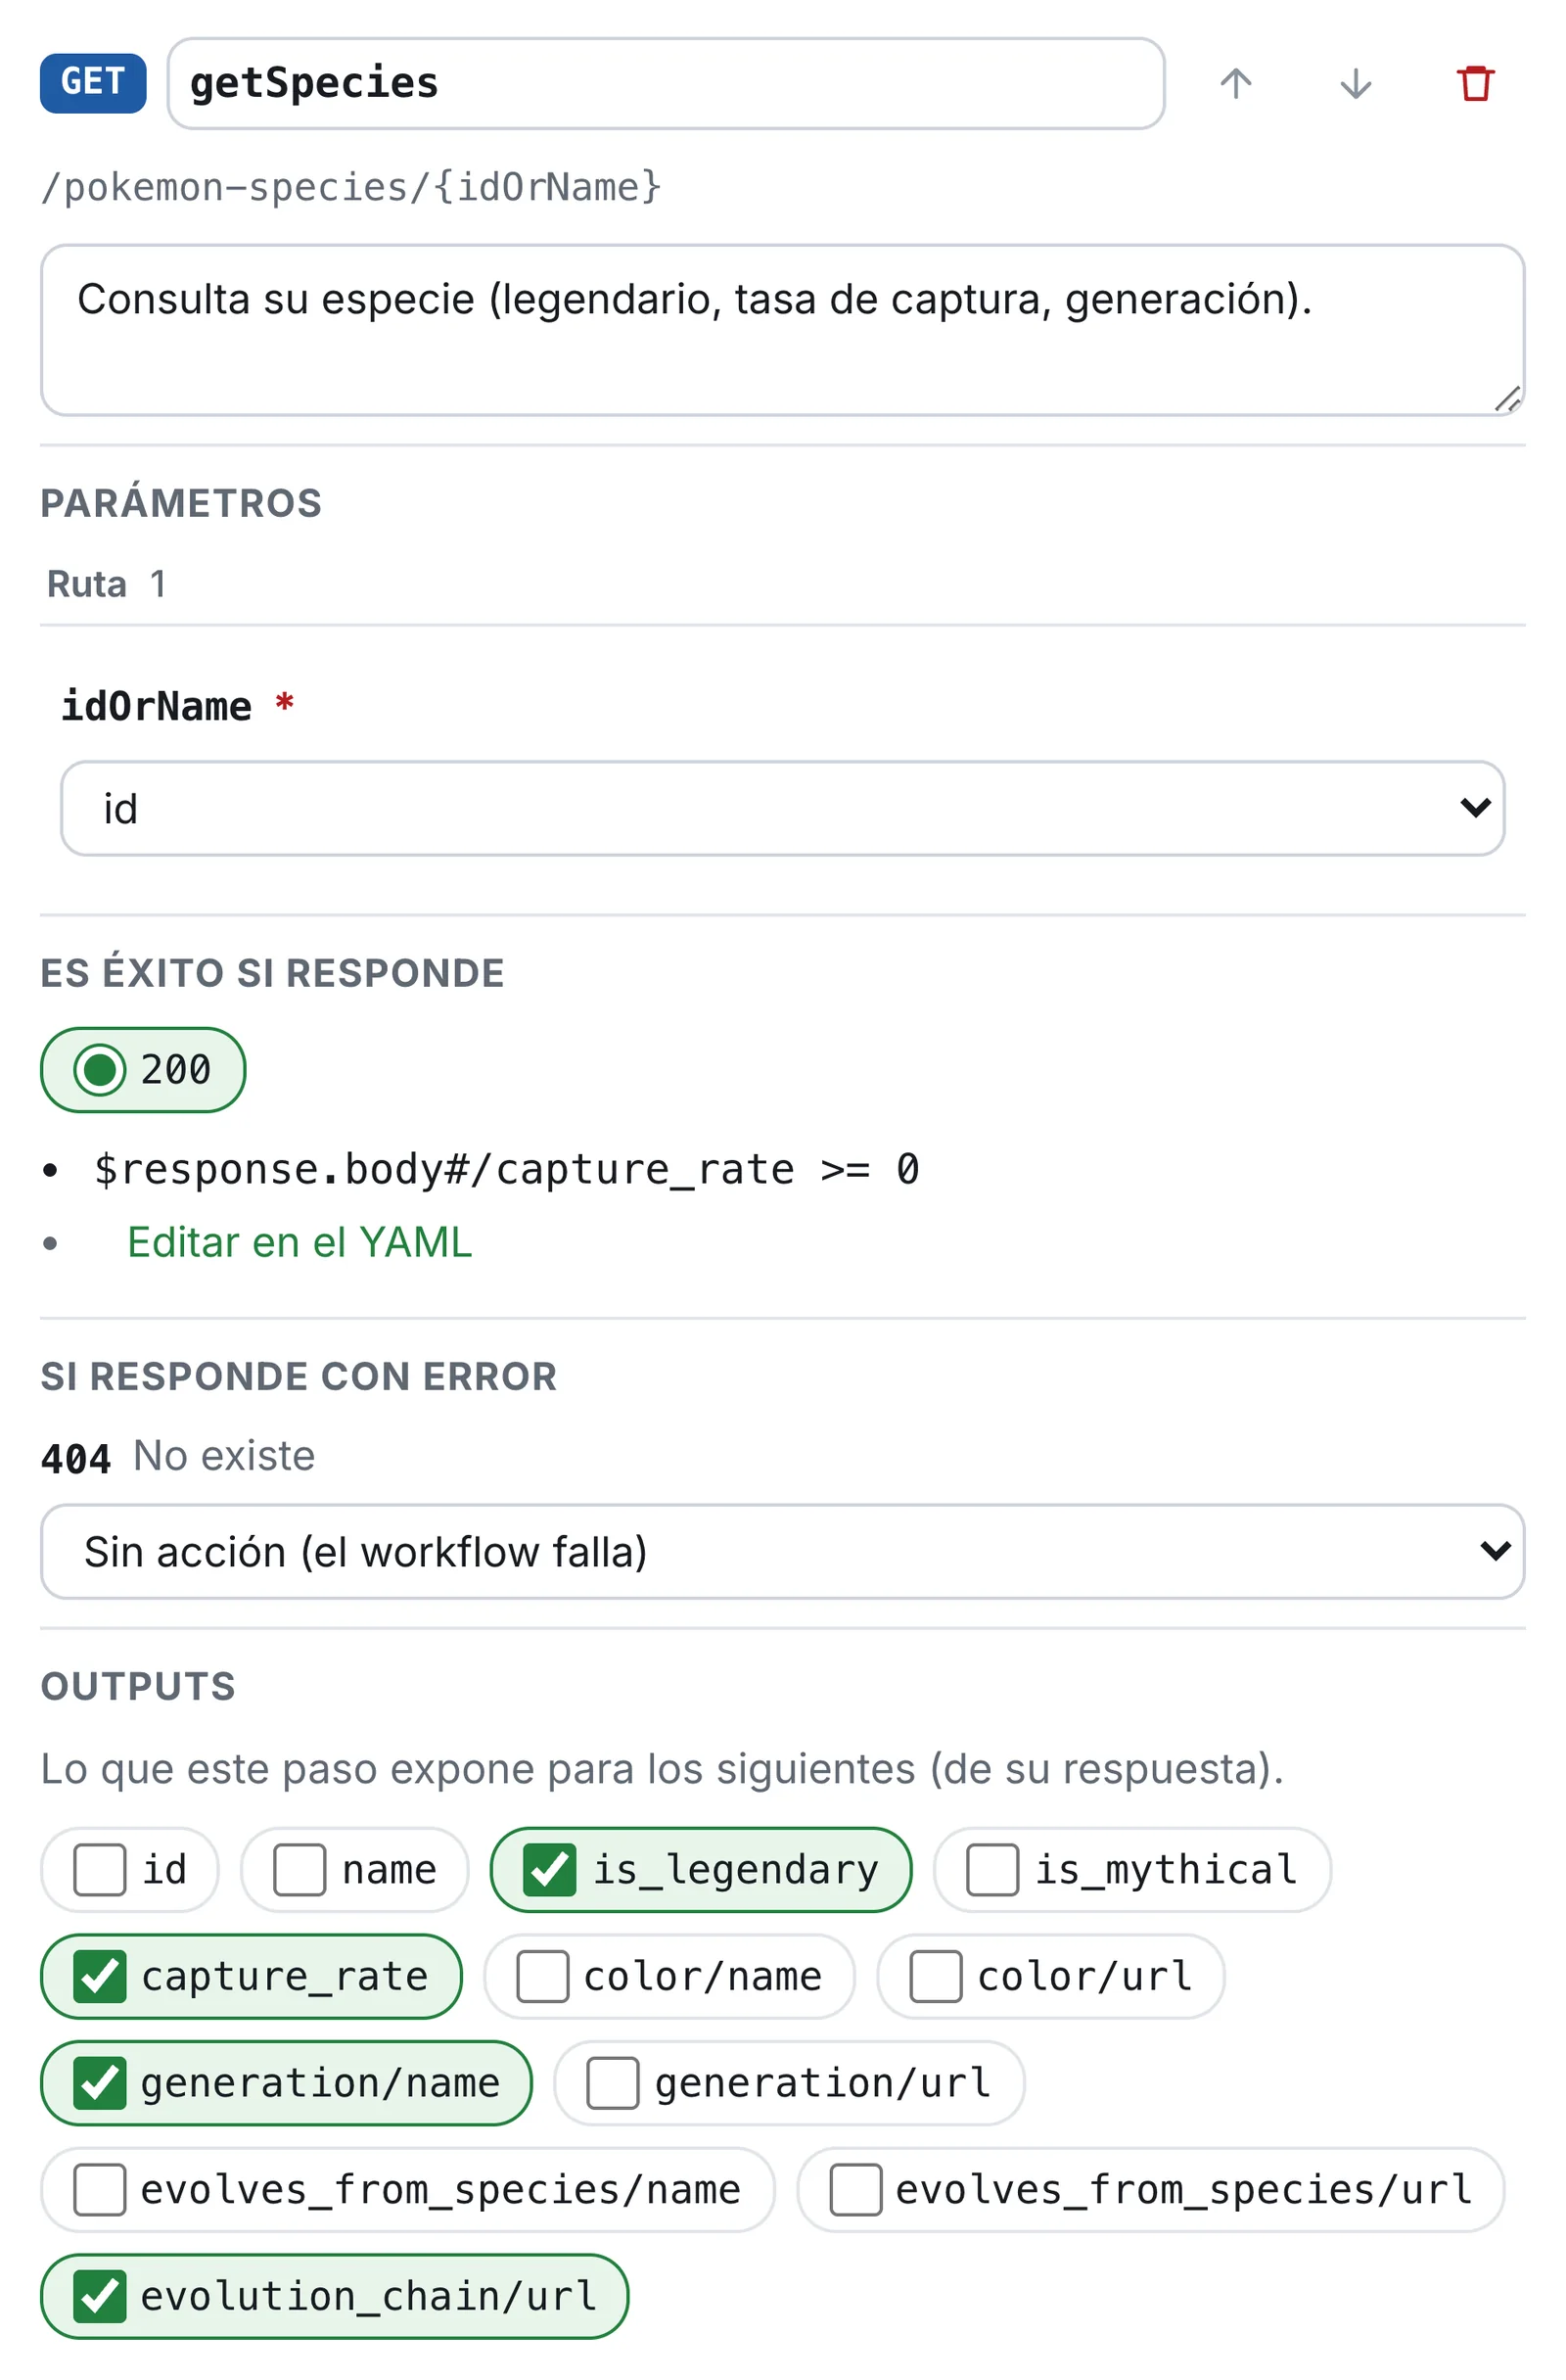 GET getSpecies
/pokemon-species/{idOrName}
Consulta su especie (legendario, tasa de captura, generación).
PARÁMETROS
Ruta 1
idOrName *
id
ES ÉXITO SI RESPONDE
200
• $response.body#/capture_rate >= 0
• Editar en el YAML
SI RESPONDE CON ERROR
404 No existe
Sin acción (el workflow falla)
OUTPUTS
Lo que este paso expone para los siguientes (de su respuesta).
id name is_legendary is_mythical
capture_rate color/name color/url
generation/name generation/url
evolves_from_species/name evolves_from_species/url
evolution_chain/url